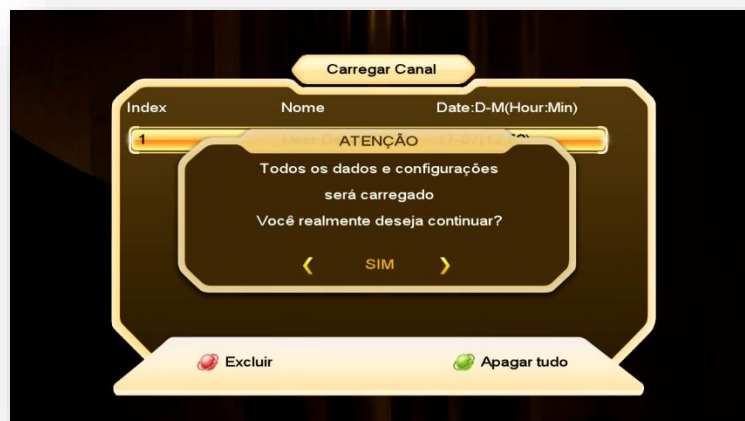 Carregar Canal
Index Nome Date:D-M(Hour:Min)
1
ATENÇÃO
Todos os dados e configurações
será carregado
Você realmente deseja continuar?
❮ SIM ❯
Excluir Apagar tudo